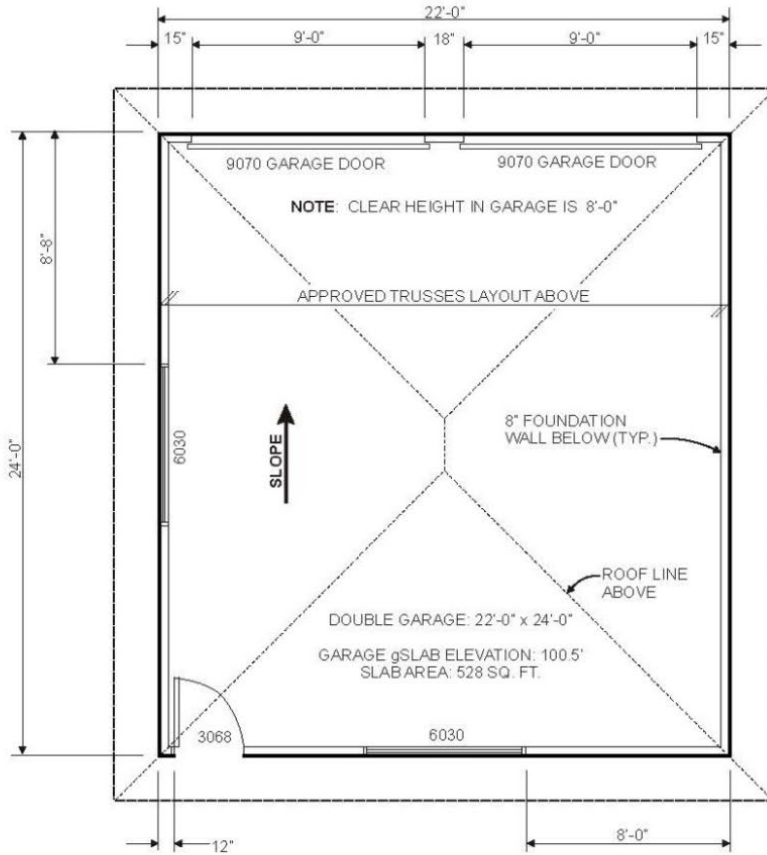 22'-0"
15"
9'-0"
18"
9'-0"
15"
9070 GARAGE DOOR
9070 GARAGE DOOR
NOTE: CLEAR HEIGHT IN GARAGE IS 8'-0"
8'-8"
APPROVED TRUSSES LAYOUT ABOVE
24'-0"
6030
SLOPE
8" FOUNDATION
WALL BELOW (TYP.)
ROOF LINE
ABOVE
DOUBLE GARAGE: 22'-0" x 24'-0"
GARAGE gSLAB ELEVATION: 100.5'
SLAB AREA: 528 SQ. FT.
3068
6030
12"
8'-0"